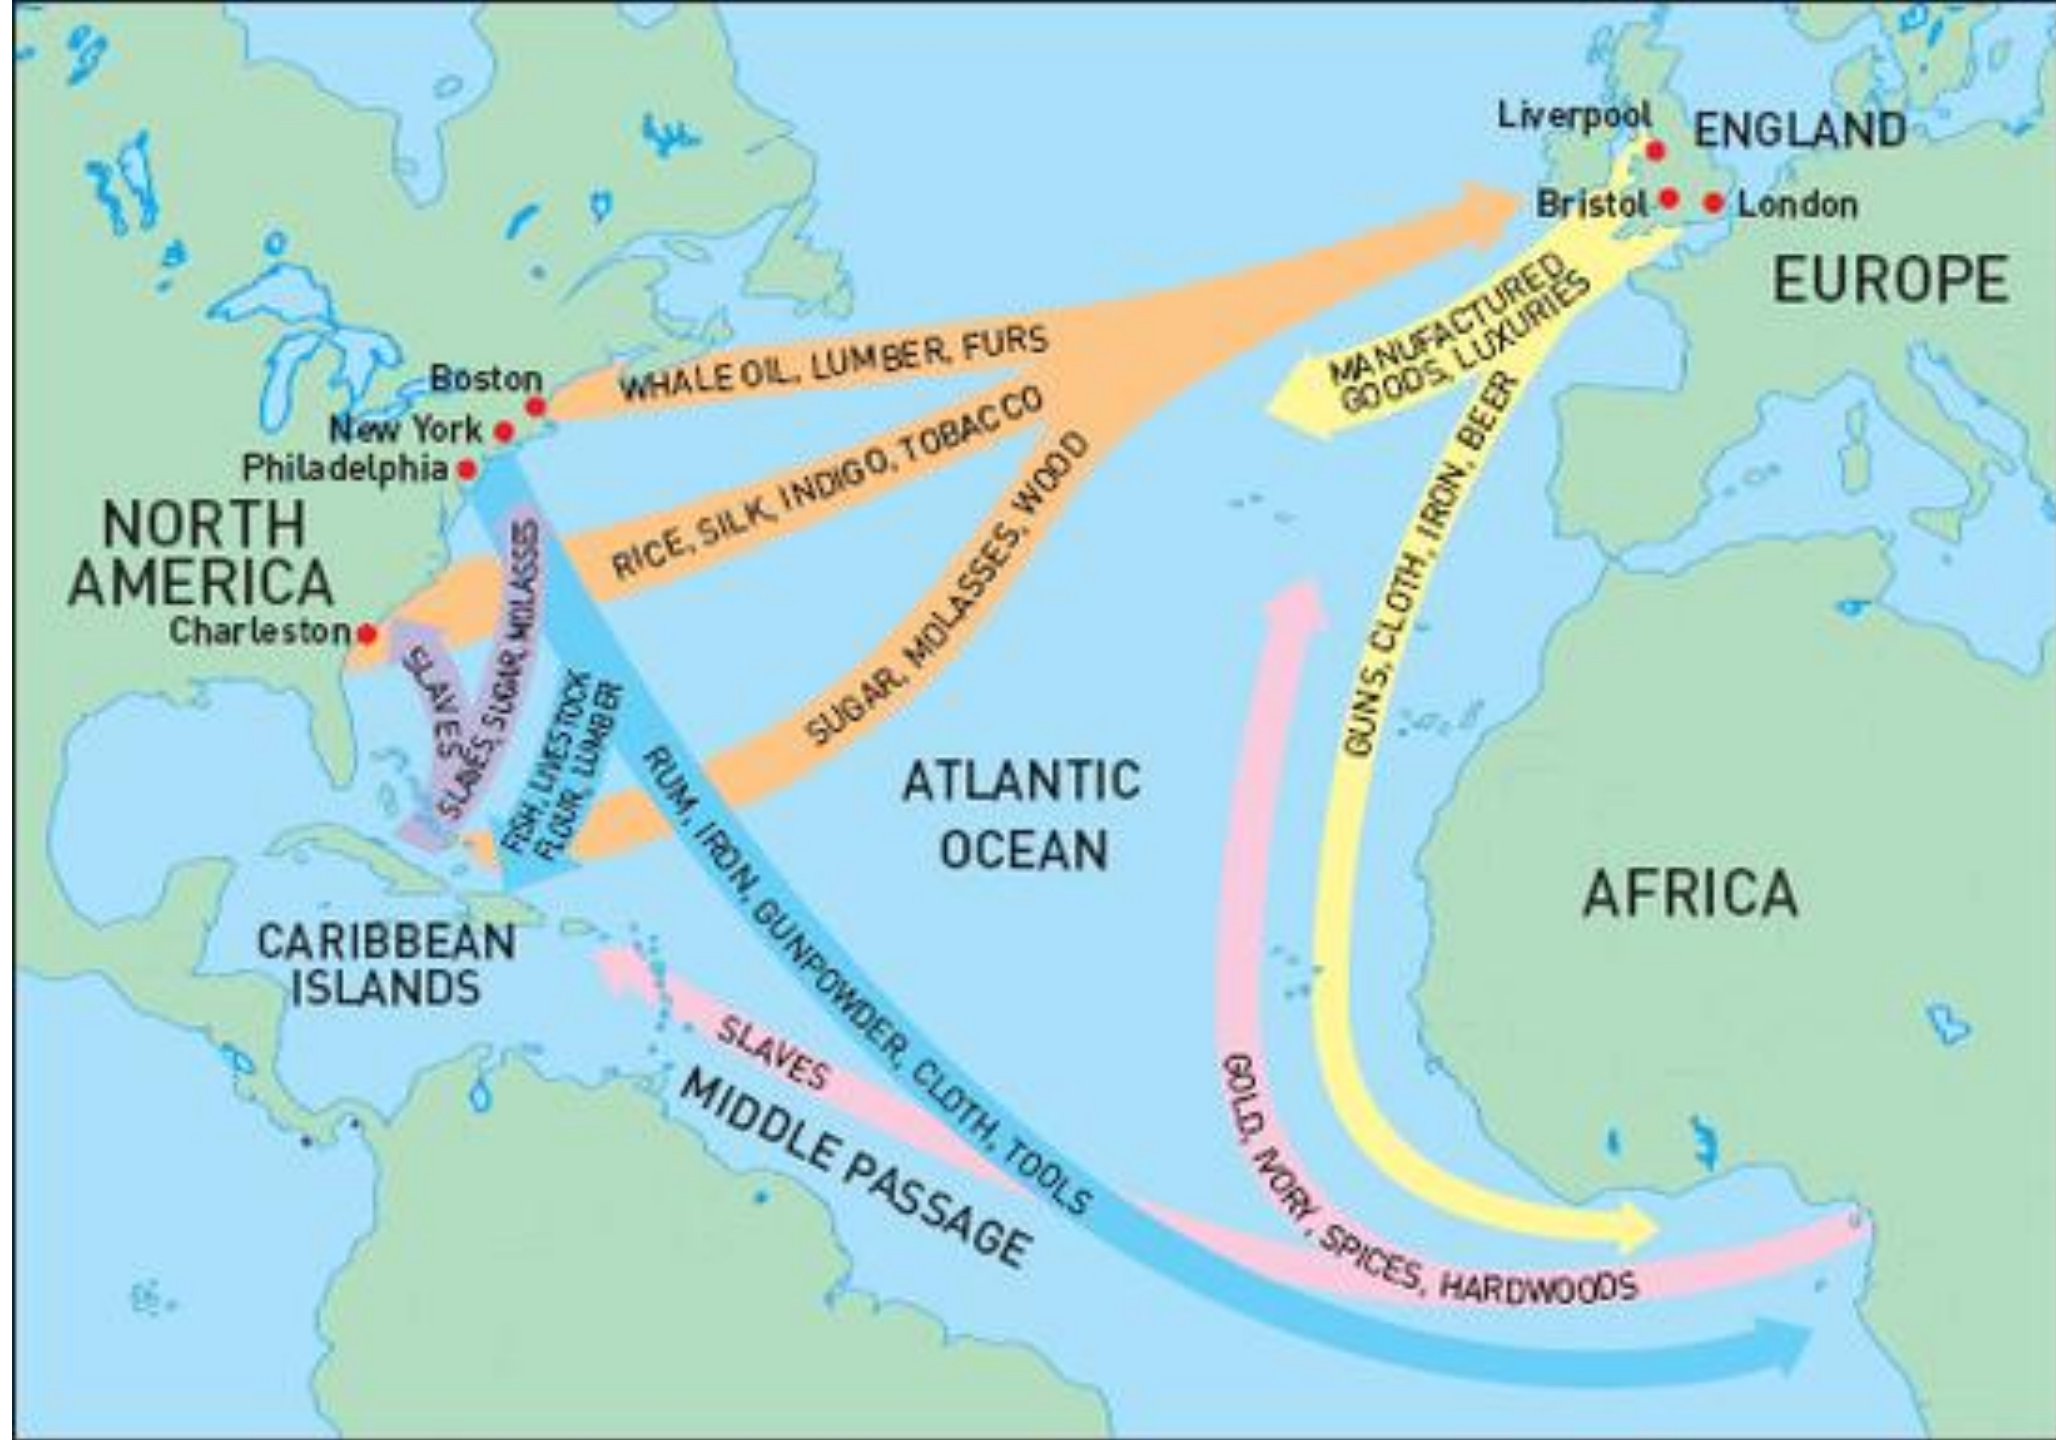 Liverpool
ENGLAND
Bristol
London
EUROPE
MANUFACTURED
GOODS, LUXURIES
WHALE OIL, LUMBER, FURS
Boston
New York
Philadelphia
RICE, SILK, INDIGO, TOBACCO
GUNS, CLOTH, IRON, BEER
NORTH
AMERICA
Charleston
SLAVES
SLAVES, SUGAR, MOLASSES
FISH, LIVESTOCK
FLOUR, LUMBER
SUGAR, MOLASSES, WOOD
RUM, IRON, GUNPOWDER, CLOTH, TOOLS
ATLANTIC
OCEAN
AFRICA
CARIBBEAN
ISLANDS
SLAVES
MIDDLE PASSAGE
GOLD, IVORY, SPICES, HARDWOODS